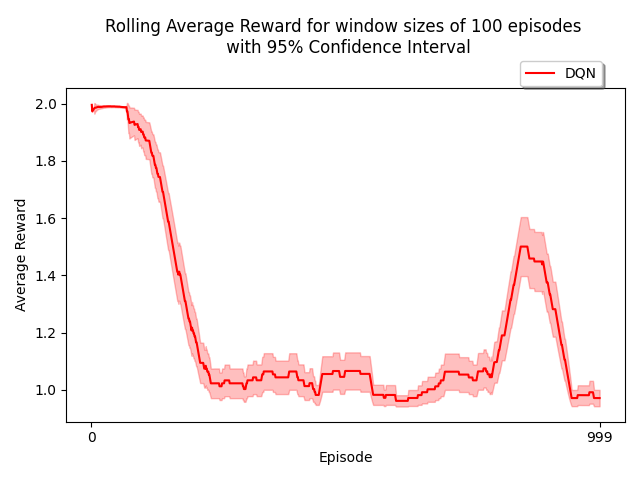 Rolling Average Reward for window sizes of 100 episodes
with 95% Confidence Interval
DQN
2.0
1.8
1.6
1.4
1.2
1.0
Average Reward
0
999
Episode